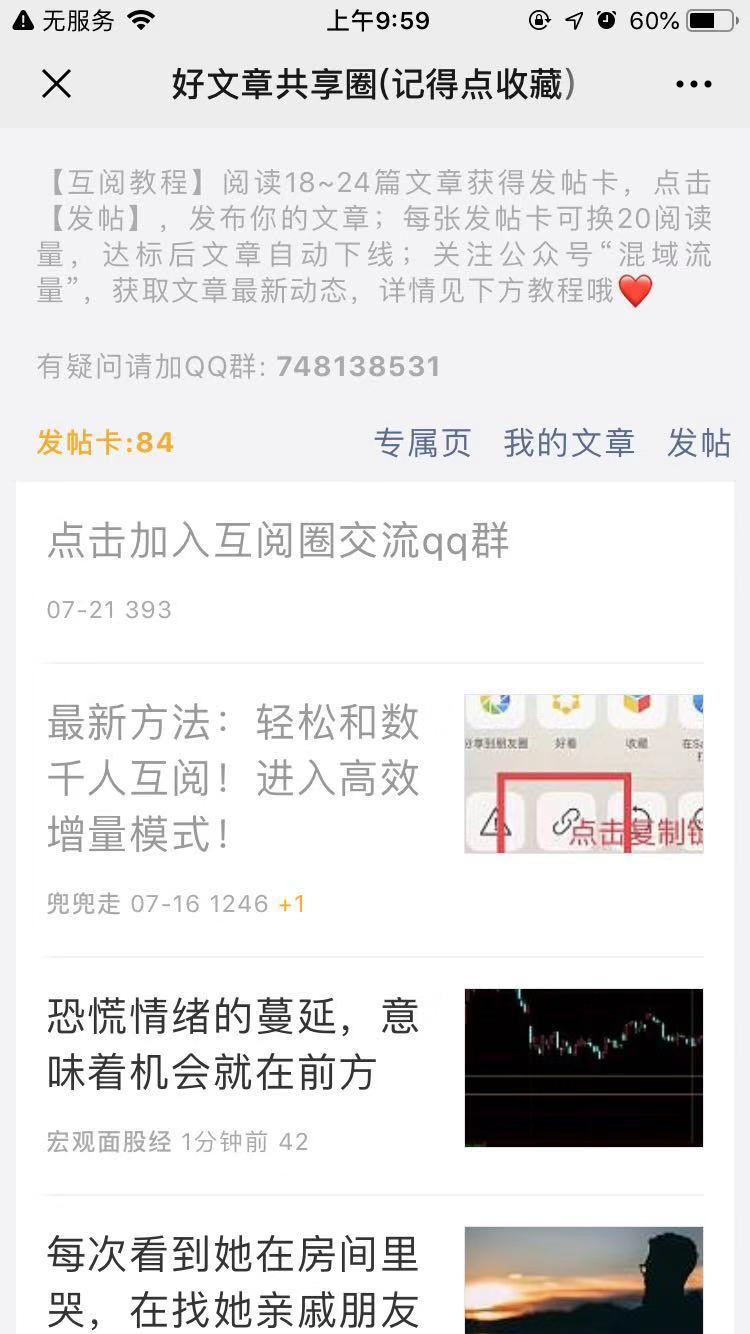 无服务
上午9:59
60%
好文章共享圈(记得点收藏)
【互阅教程】阅读18~24篇文章获得发帖卡，点击
【发帖】，发布你的文章；每张发帖卡可换20阅读
量，达标后文章自动下线；关注公众号“混域流
量”，获取文章最新动态，详情见下方教程哦❤️
有疑问请加QQ群: 748138531
发帖卡:84
专属页 我的文章 发帖
点击加入互阅圈交流qq群
07-21 393
最新方法：轻松和数
千人互阅！进入高效
增量模式！
分享到朋友圈 好看 收藏
点击复制链
兜兜走 07-16 1246 +1
恐慌情绪的蔓延，意
味着机会就在前方
宏观面股经 1分钟前 42
每次看到她在房间里
哭，在找她亲戚朋友